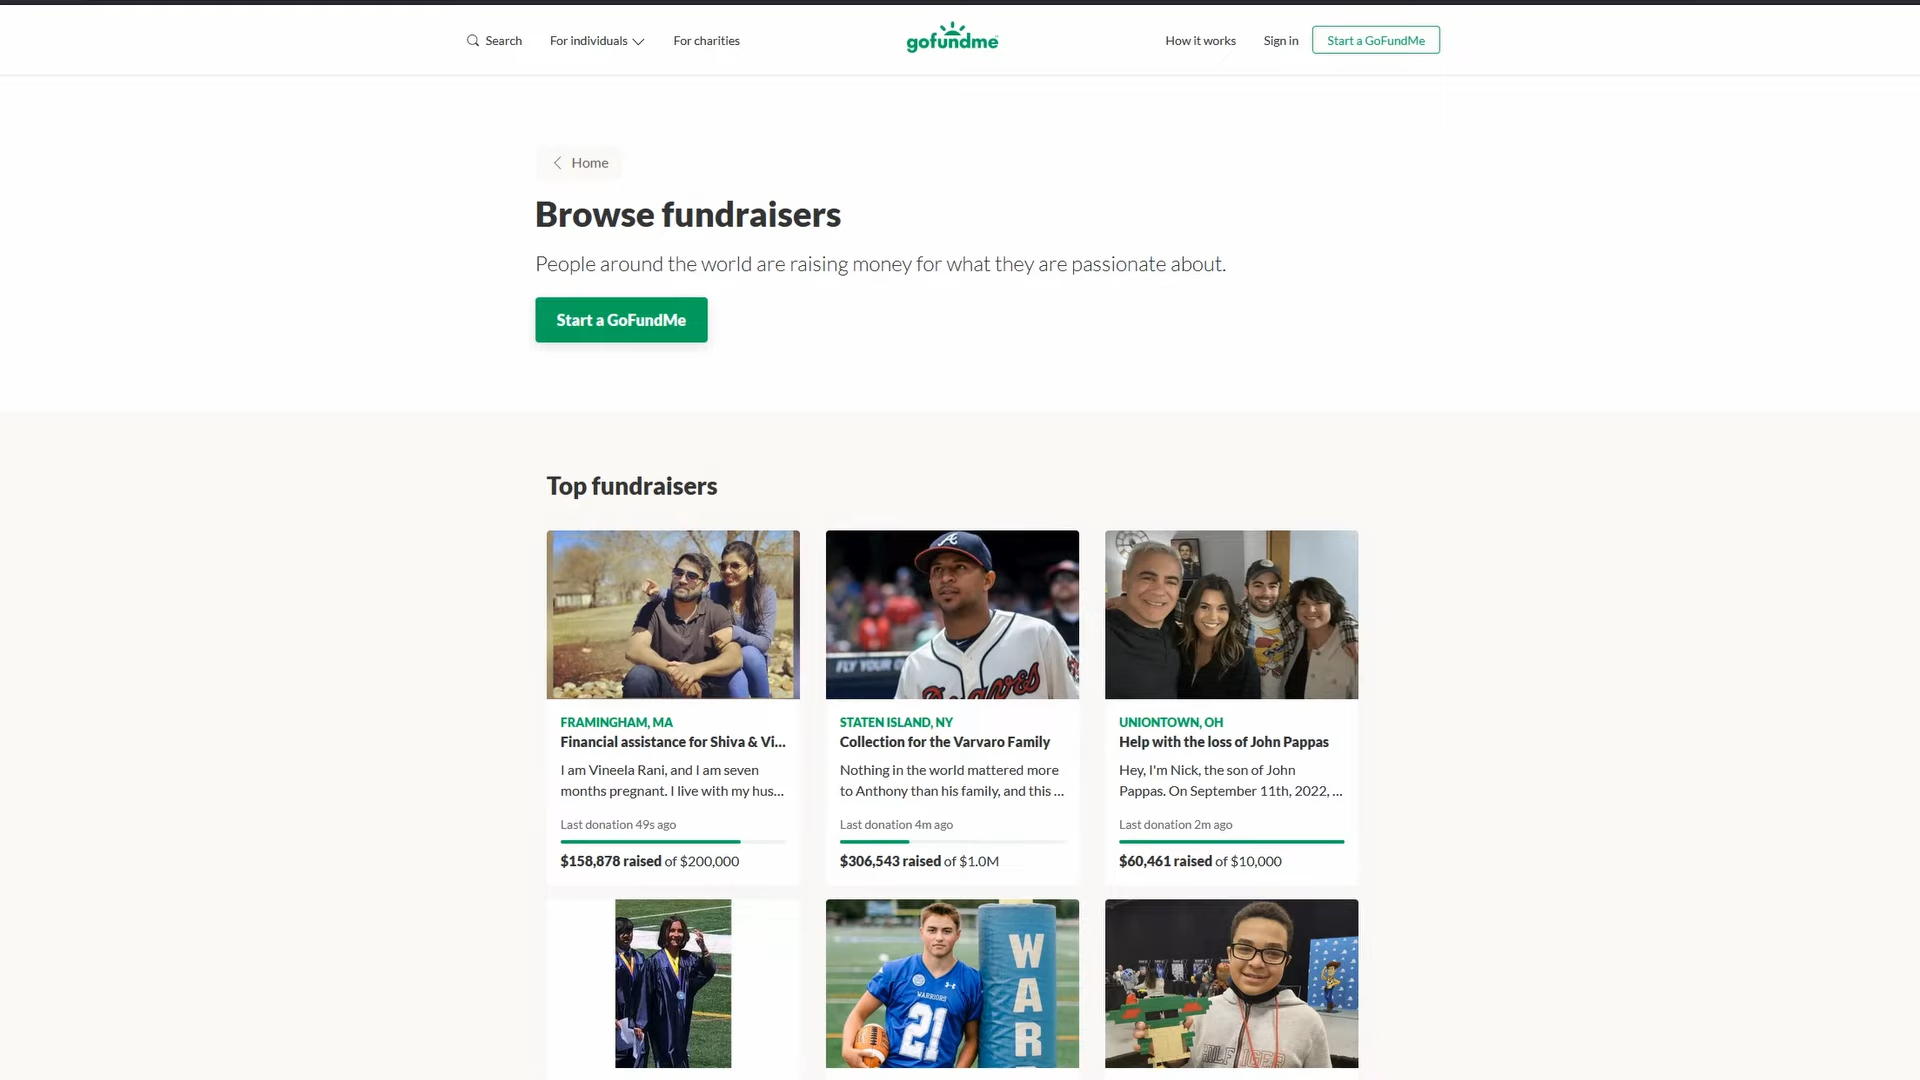 Search
For individuals
For charities
gofundme
How it works
Sign in
Start a GoFundMe
Home
Browse fundraisers
People around the world are raising money for what they are passionate about.
Start a GoFundMe
Top fundraisers
FLY YOUR
Braves
FRAMINGHAM, MA
Financial assistance for Shiva & Vi...
I am Vineela Rani, and I am seven
months pregnant. I live with my hus...
Last donation 49s ago
$158,878 raised of $200,000
STATEN ISLAND, NY
Collection for the Varvaro Family
Nothing in the world mattered more
to Anthony than his family, and this ...
Last donation 4m ago
$306,543 raised of $1.0M
UNIONTOWN, OH
Help with the loss of John Pappas
Hey, I'm Nick, the son of John
Pappas. On September 11th, 2022, ...
Last donation 2m ago
$60,461 raised of $10,000
WARRIORS
21
WAR
HILFIGER